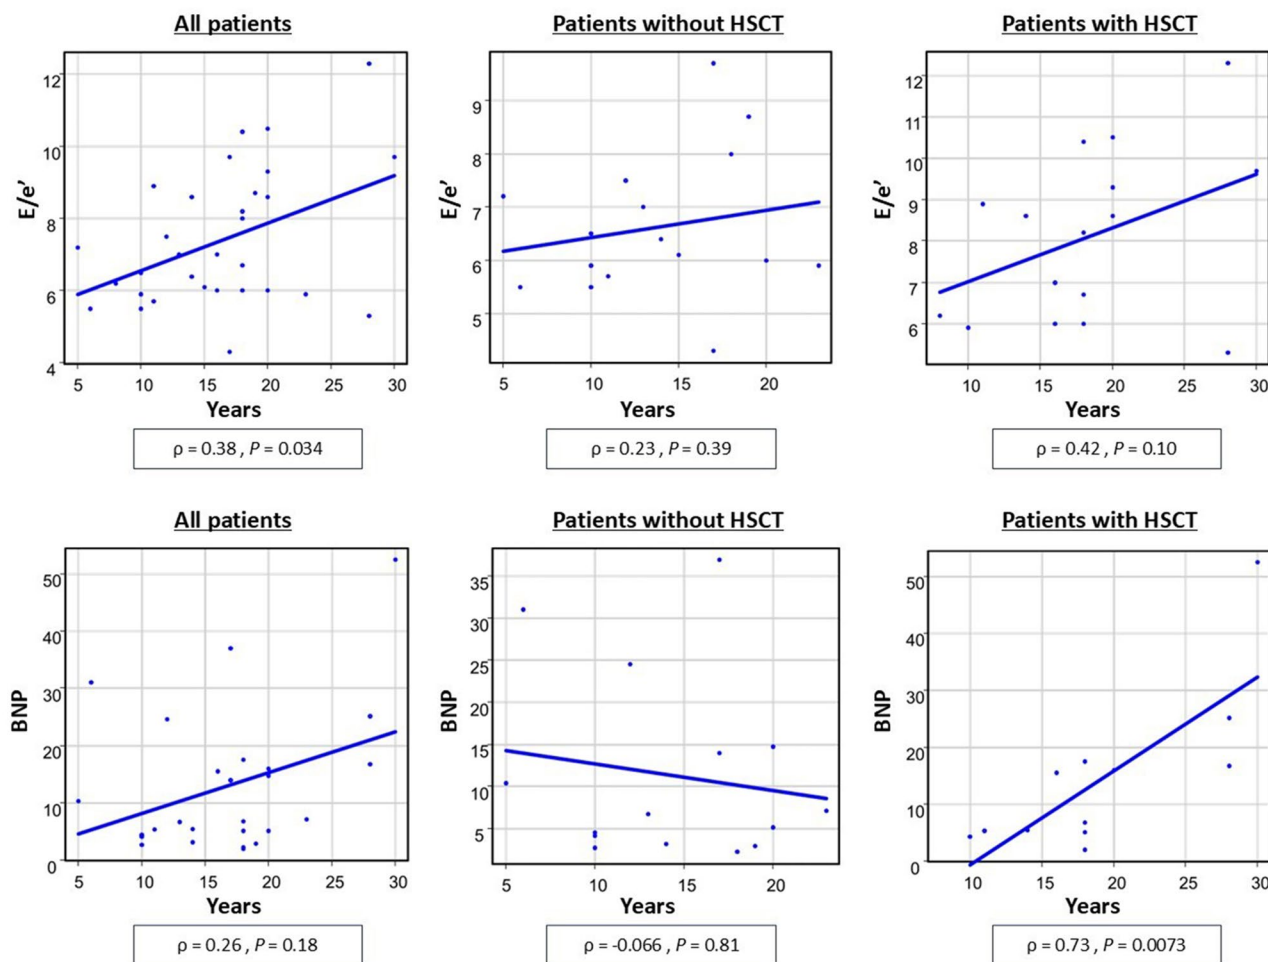 All patients
Patients without HSCT
Patients with HSCT
E/e’
12
10
8
6
4
5 10 15 20 25 30
Years
E/e’
9
8
7
6
5
5 10 15 20
Years
E/e’
12
11
10
9
8
7
6
10 15 20 25 30
Years
ρ = 0.38 , P = 0.034
ρ = 0.23 , P = 0.39
ρ = 0.42 , P = 0.10
All patients
Patients without HSCT
Patients with HSCT
BNP
50
40
30
20
10
0
5 10 15 20 25 30
Years
BNP
35
30
25
20
15
10
5
5 10 15 20
Years
BNP
50
40
30
20
10
0
10 15 20 25 30
Years
ρ = 0.26 , P = 0.18
ρ = -0.066 , P = 0.81
ρ = 0.73 , P = 0.0073